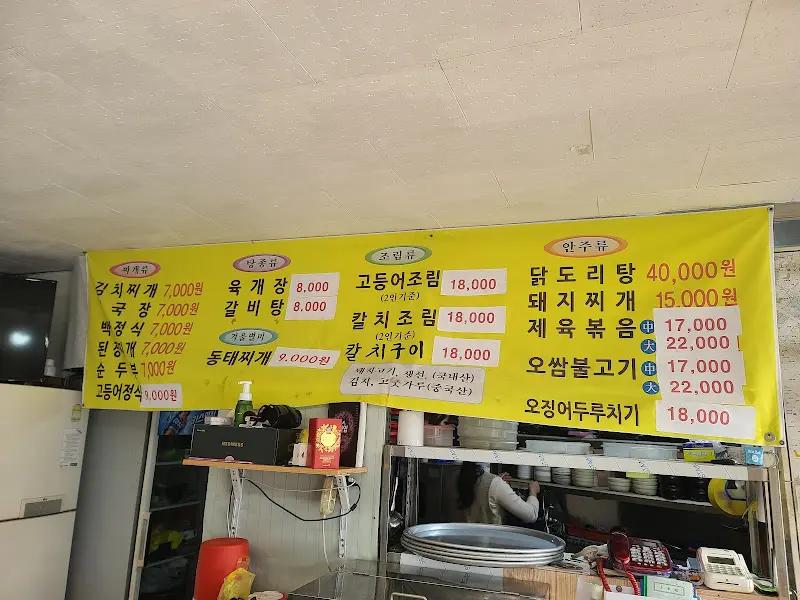 찌개류
김치찌개 7,000원
국장 7,000원
백정식 7,000원
된장개 7,000원
순두부 7,000원
고등어정식 9,000원
탕종류
육개장 8,000
갈비탕 8,000
겨울별미
동태찌개 9,000원
조림류
고등어조림 18,000
(2인기준)
칼치조림 18,000
(2인기준)
칼치구이 18,000
돼지고기, 생선, (국내산)
김치, 고춧가루(중국산)
안주류
닭도리탕 40,000원
돼지찌개 15.000원
제육볶음 中 17,000
大 22,000
오쌈불고기 中 17,000
大 22,000
오징어두루치기 18,000